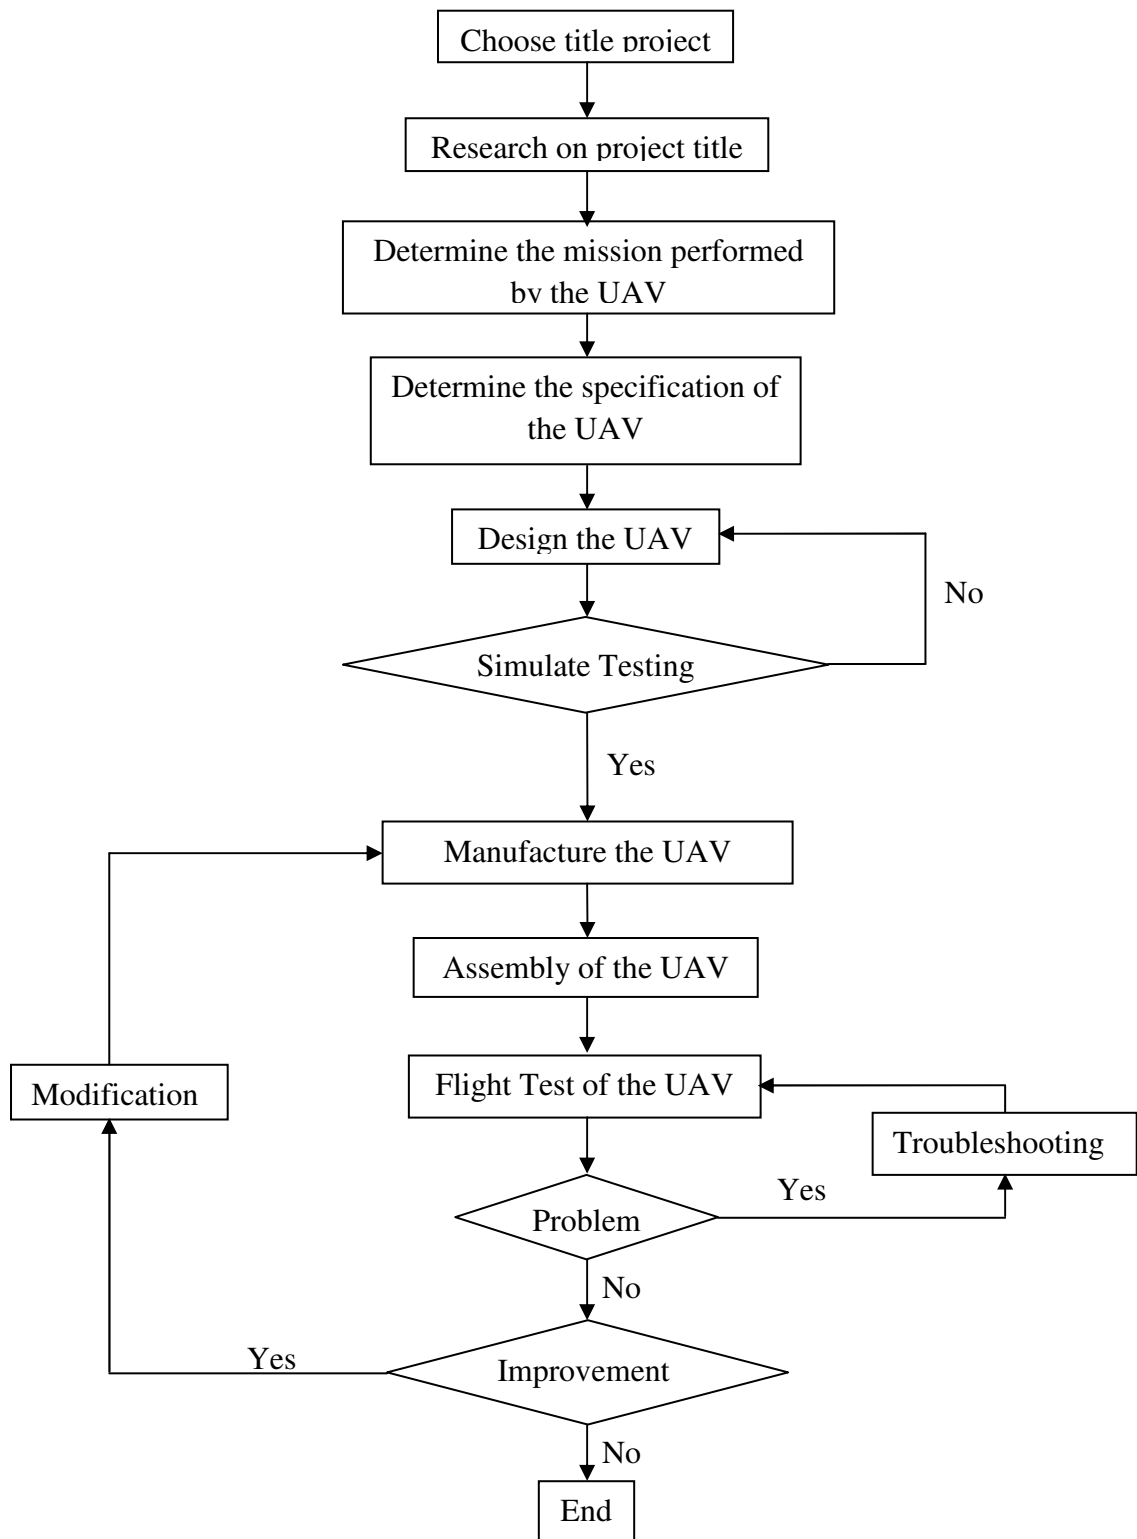 Choose title project
Research on project title
Determine the mission performed
by the UAV
Determine the specification of
the UAV
Design the UAV
No
Simulate Testing
Yes
Manufacture the UAV
Assembly of the UAV
Flight Test of the UAV
Modification
Troubleshooting
Yes
Problem
No
Yes
Improvement
No
End